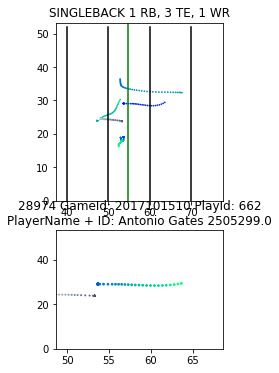 SINGLEBACK 1 RB, 3 TE, 1 WR
50
40
30
20
10
0
40 50 60 70
28974 GameId: 2017101510 PlayId: 662
PlayerName + ID: Antonio Gates 2505299.0
40
20
0
50 55 60 65